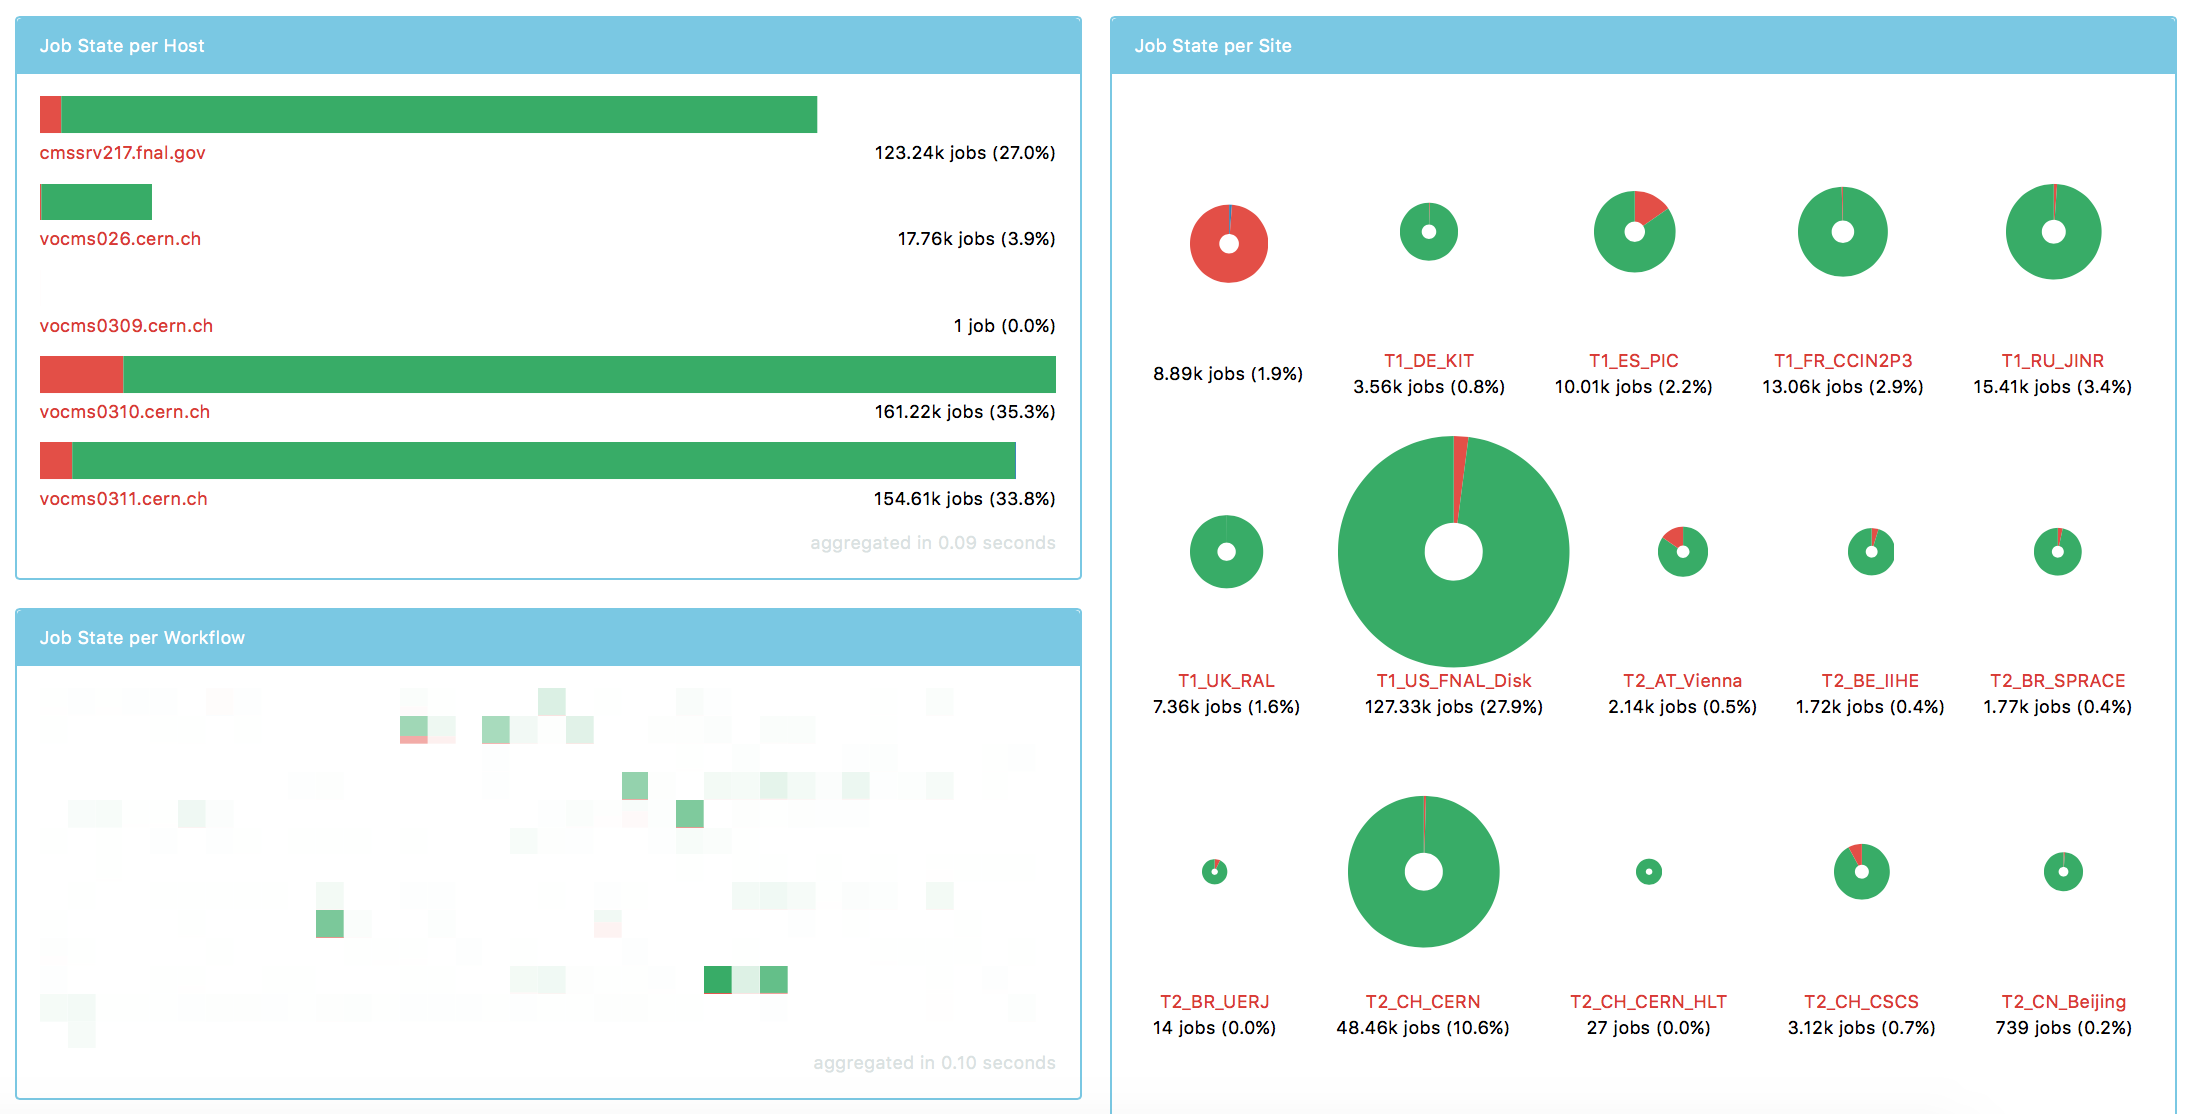 Job State per Host
cmssrv217.fnal.gov 123.24k jobs (27.0%)
vocms026.cern.ch 17.76k jobs (3.9%)
vocms0309.cern.ch 1 job (0.0%)
vocms0310.cern.ch 161.22k jobs (35.3%)
vocms0311.cern.ch 154.61k jobs (33.8%)
aggregated in 0.09 seconds
Job State per Workflow
aggregated in 0.10 seconds
Job State per Site
8.89k jobs (1.9%)
T1_DE_KIT
3.56k jobs (0.8%)
T1_ES_PIC
10.01k jobs (2.2%)
T1_FR_CCIN2P3
13.06k jobs (2.9%)
T1_RU_JINR
15.41k jobs (3.4%)
T1_UK_RAL
7.36k jobs (1.6%)
T1_US_FNAL_Disk
127.33k jobs (27.9%)
T2_AT_Vienna
2.14k jobs (0.5%)
T2_BE_IIHE
1.72k jobs (0.4%)
T2_BR_SPRACE
1.77k jobs (0.4%)
T2_BR_UERJ
14 jobs (0.0%)
T2_CH_CERN
48.46k jobs (10.6%)
T2_CH_CERN_HLT
27 jobs (0.0%)
T2_CH_CSCS
3.12k jobs (0.7%)
T2_CN_Beijing
739 jobs (0.2%)